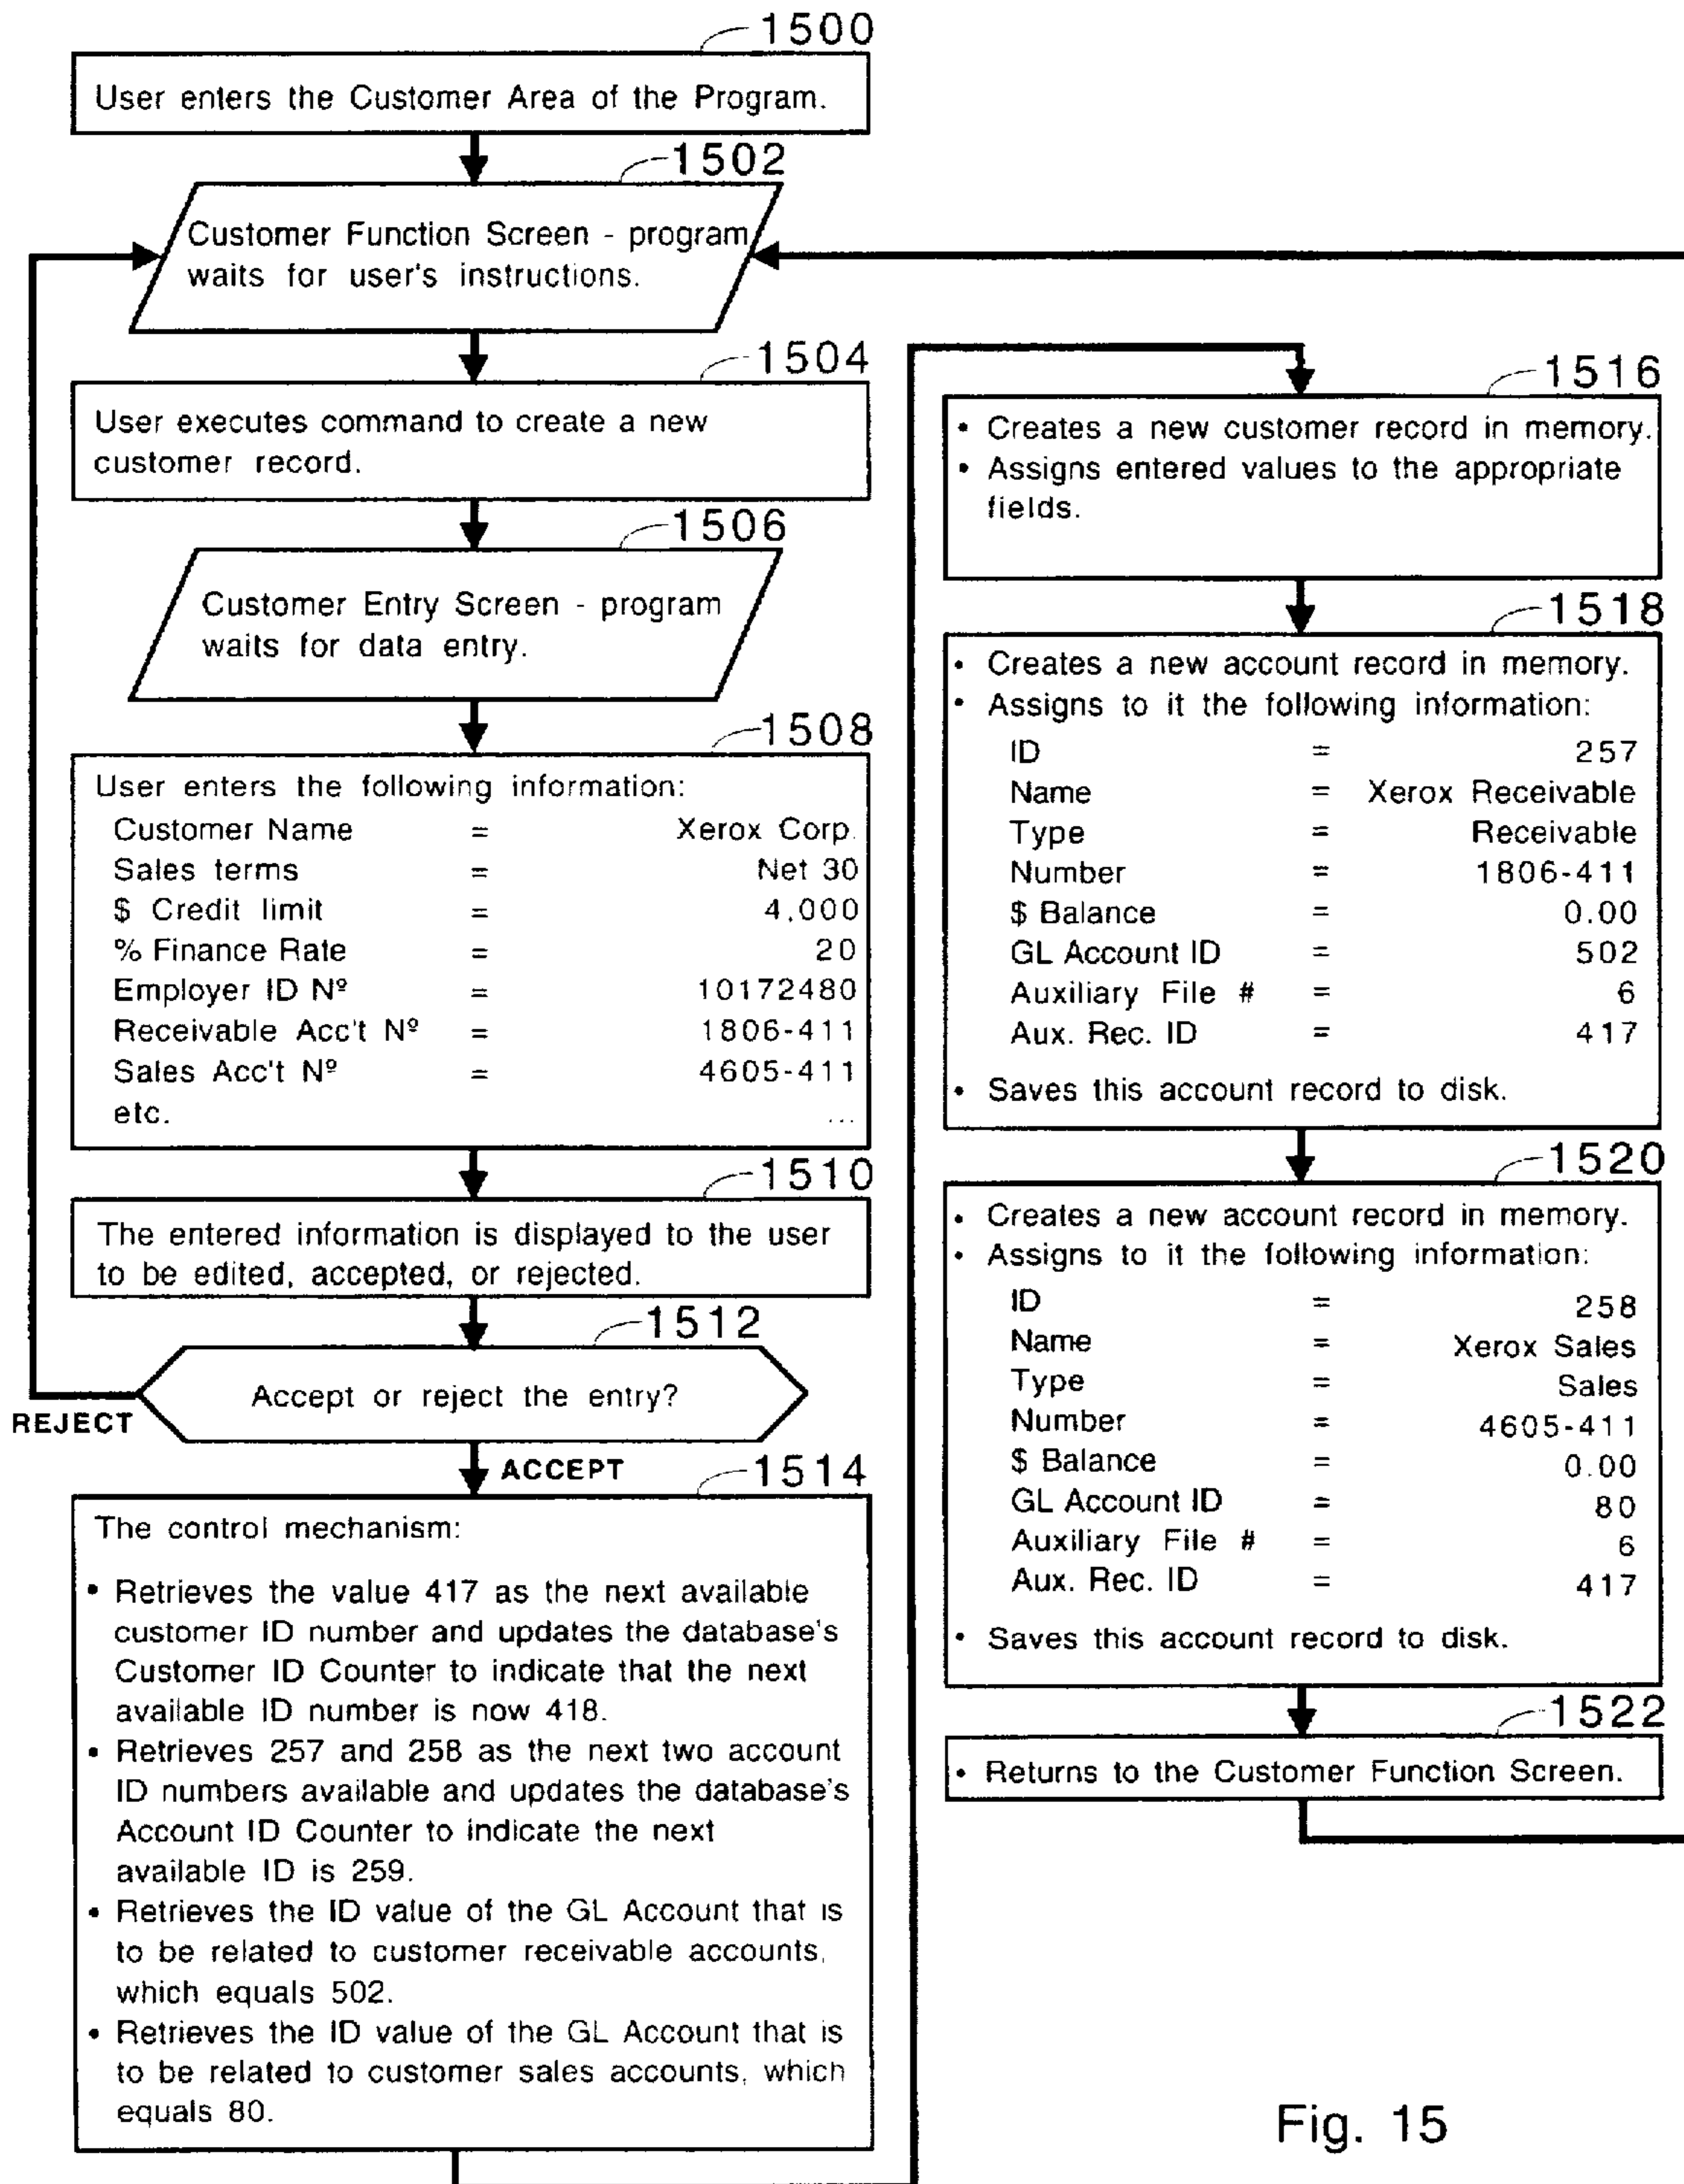 1500
User enters the Customer Area of the Program.
1502
Customer Function Screen - program
waits for user's instructions.
1504
User executes command to create a new
customer record.
1506
Customer Entry Screen - program
waits for data entry.
1508
User enters the following information:
Customer Name = Xerox Corp.
Sales terms = Net 30
$ Credit limit = 4,000
% Finance Rate = 20
Employer ID Nº = 10172480
Receivable Acc't Nº = 1806-411
Sales Acc't Nº = 4605-411
etc. ...
1510
The entered information is displayed to the user
to be edited, accepted, or rejected.
1512
Accept or reject the entry?
REJECT
ACCEPT
1514
The control mechanism:
• Retrieves the value 417 as the next available
customer ID number and updates the database's
Customer ID Counter to indicate that the next
available ID number is now 418.
• Retrieves 257 and 258 as the next two account
ID numbers available and updates the database's
Account ID Counter to indicate the next
available ID is 259.
• Retrieves the ID value of the GL Account that is
to be related to customer receivable accounts,
which equals 502.
• Retrieves the ID value of the GL Account that is
to be related to customer sales accounts, which
equals 80.
1516
• Creates a new customer record in memory.
• Assigns entered values to the appropriate
fields.
1518
• Creates a new account record in memory.
• Assigns to it the following information:
ID = 257
Name = Xerox Receivable
Type = Receivable
Number = 1806-411
$ Balance = 0.00
GL Account ID = 502
Auxiliary File # = 6
Aux. Rec. ID = 417
• Saves this account record to disk.
1520
• Creates a new account record in memory.
• Assigns to it the following information:
ID = 258
Name = Xerox Sales
Type = Sales
Number = 4605-411
$ Balance = 0.00
GL Account ID = 80
Auxiliary File # = 6
Aux. Rec. ID = 417
• Saves this account record to disk.
1522
• Returns to the Customer Function Screen.
Fig. 15